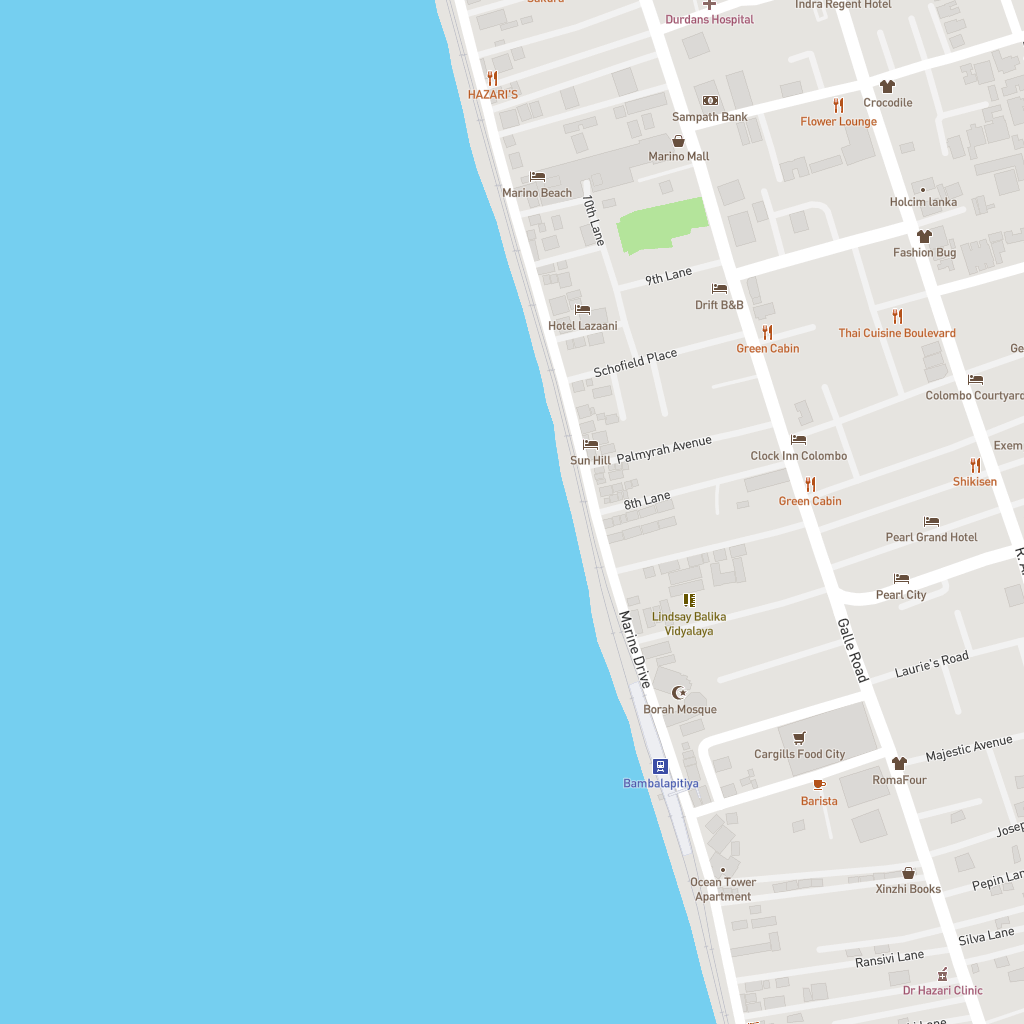 Indra Regent Hotel
Durdans Hospital
HAZARI'S
Crocodile
Sampath Bank
Flower Lounge
Marino Mall
Marino Beach
Holcim lanka
10th Lane
Fashion Bug
9th Lane
Drift B&B
Hotel Lazaani
Thai Cuisine Boulevard
Green Cabin
Schofield Place
Colombo Courtyard
Palmyrah Avenue
Clock Inn Colombo
Sun Hill
Shikisen
8th Lane
Green Cabin
Pearl Grand Hotel
Pearl City
Lindsay Balika
Vidyalaya
Marine Drive
Galle Road
Laurie's Road
Borah Mosque
Majestic Avenue
Cargills Food City
RomaFour
Bambalapitiya
Barista
Ocean Tower
Apartment
Xinzhi Books
Silva Lane
Ransivi Lane
Dr Hazari Clinic